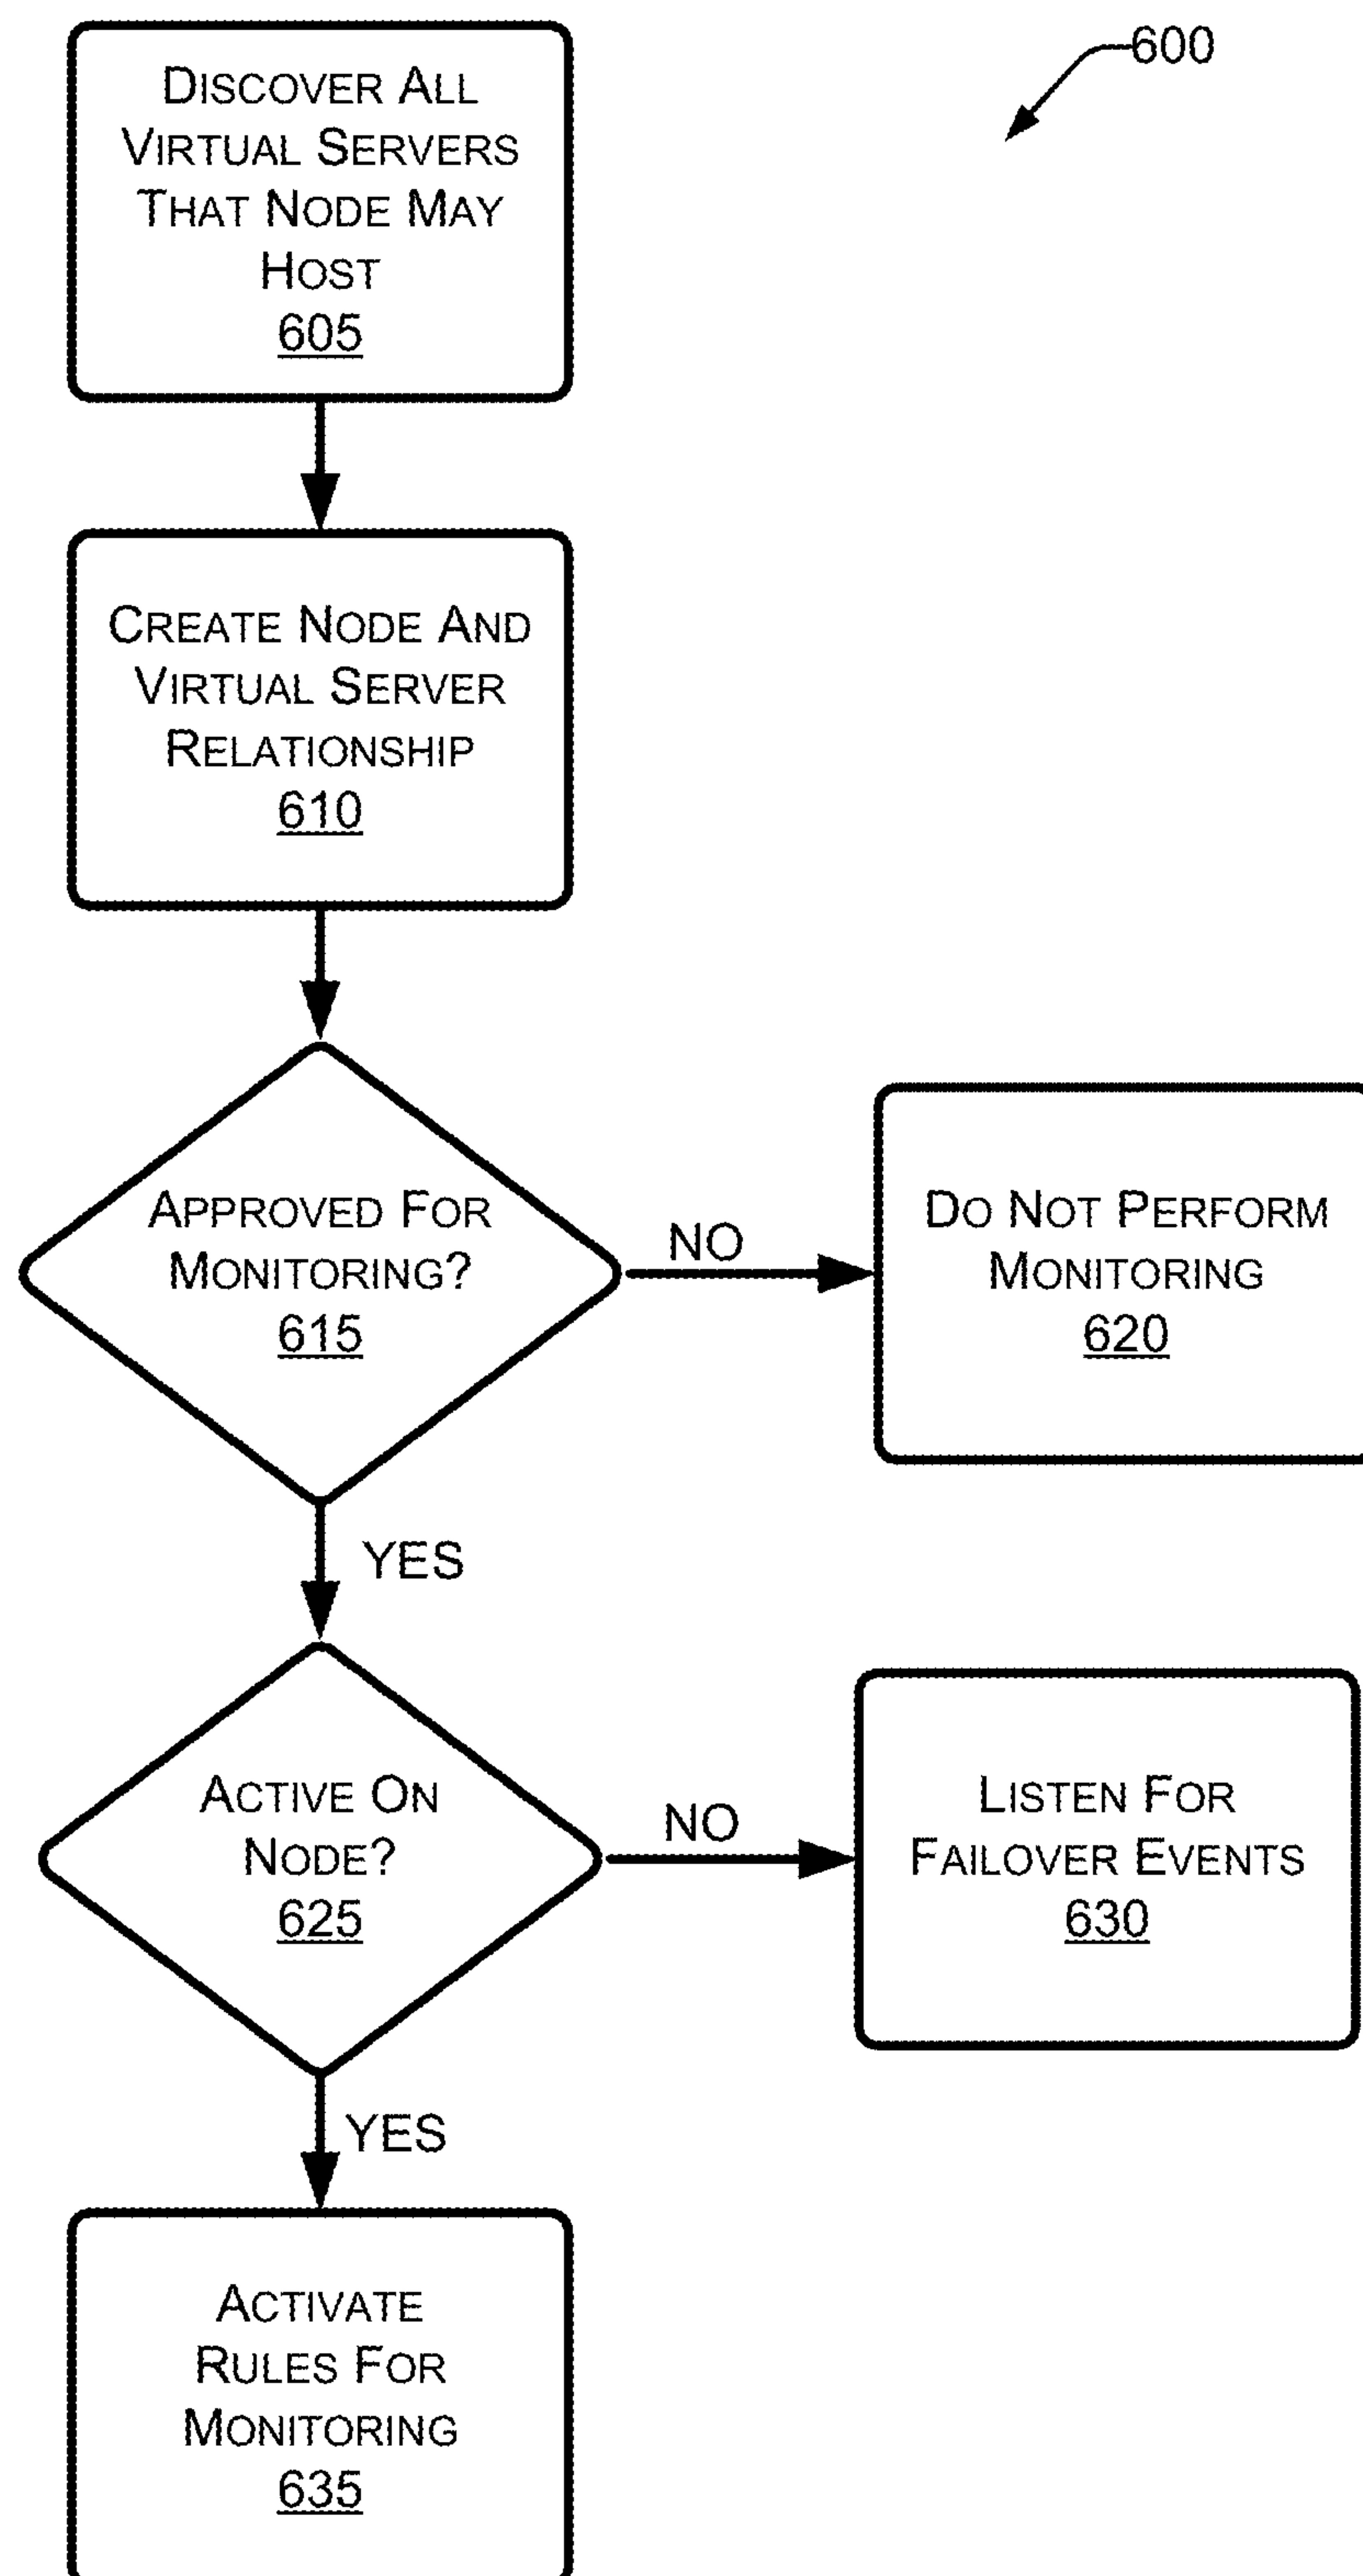 600
DISCOVER ALL
VIRTUAL SERVERS
THAT NODE MAY
HOST
605
CREATE NODE AND
VIRTUAL SERVER
RELATIONSHIP
610
APPROVED FOR
MONITORING?
615
NO
DO NOT PERFORM
MONITORING
620
YES
ACTIVE ON
NODE?
625
NO
LISTEN FOR
FAILOVER EVENTS
630
YES
ACTIVATE
RULES FOR
MONITORING
635